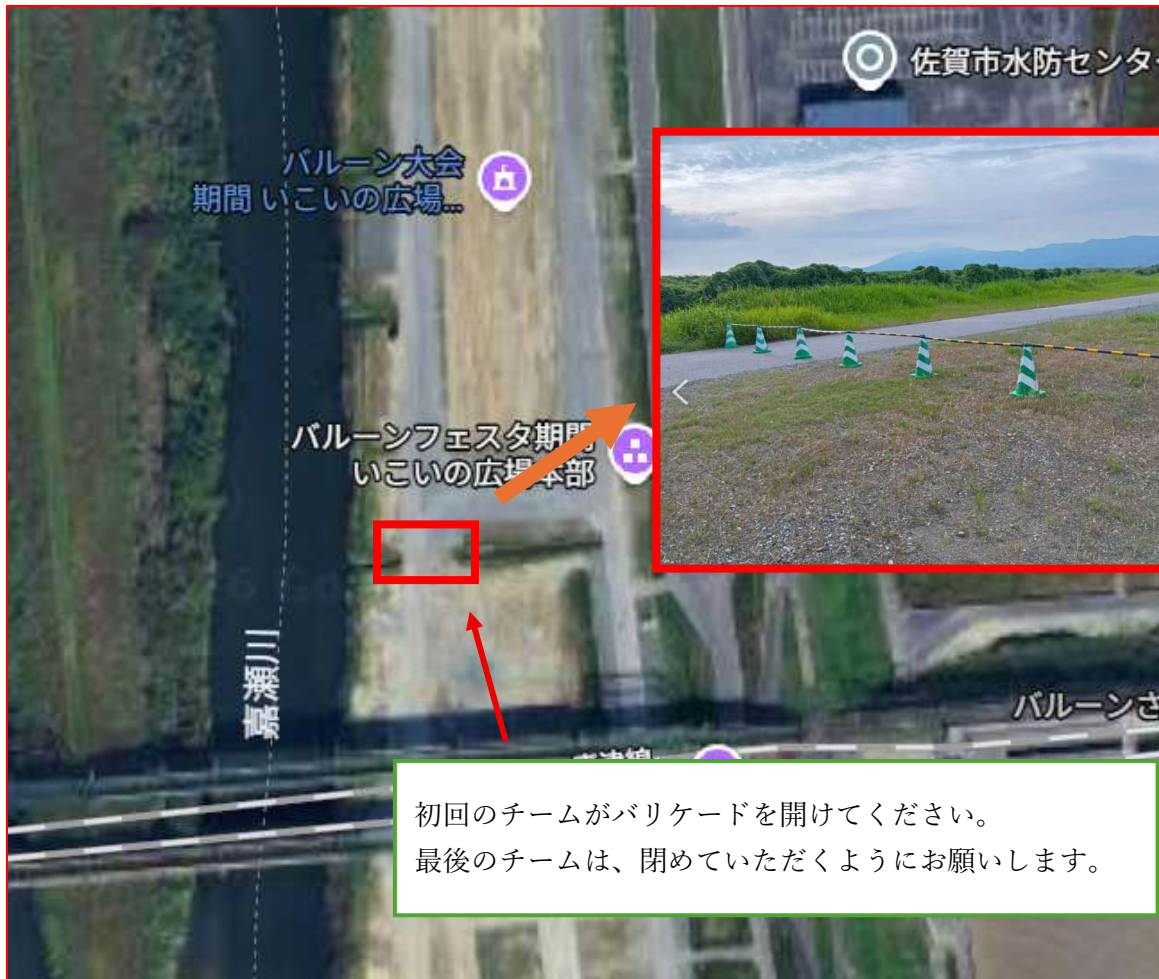 佐賀市水防センタ
バルーン大会
期間 いこいの広場...
バルーンフェスタ期間
いこいの広場本部
嘉瀬川
バルーンさ
初回のチームがバリケードを開けてください。
最後のチームは、閉めていただくようにお願いします。